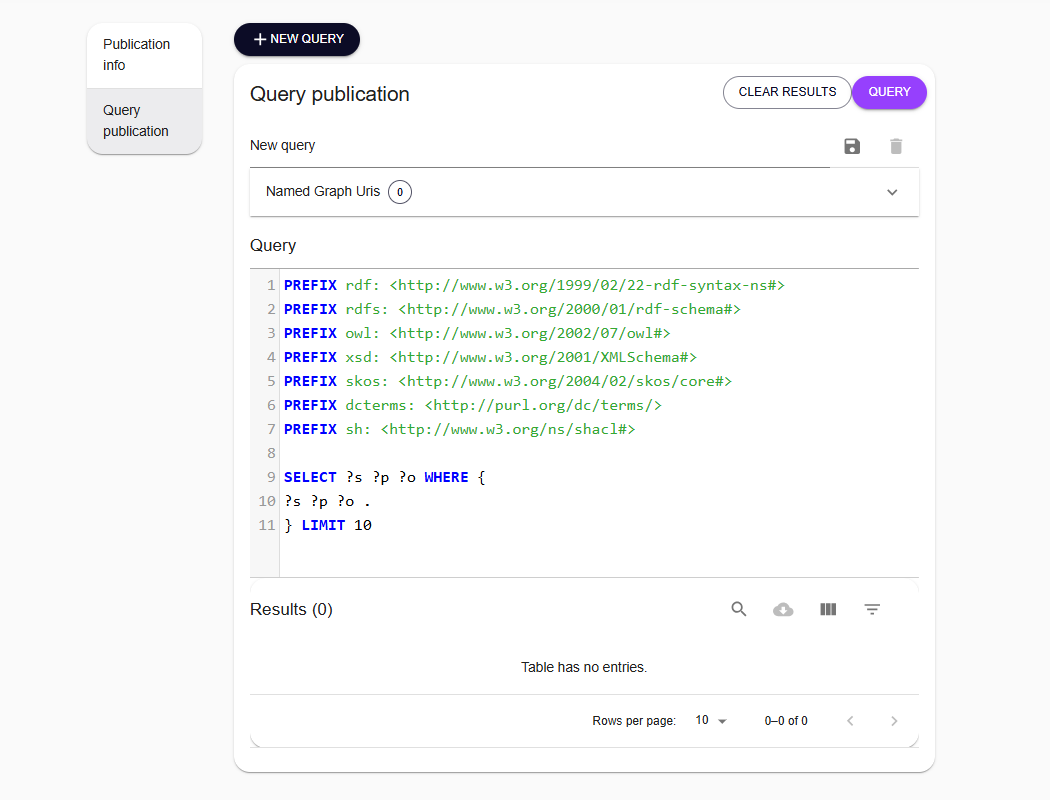 Publication
info
Query
publication
NEW QUERY
Query publication
CLEAR RESULTS
QUERY
New query
Named Graph Uris 0
Query
1 PREFIX rdf: <http://www.w3.org/1999/02/22-rdf-syntax-ns#>
2 PREFIX rdfs: <http://www.w3.org/2000/01/rdf-schema#>
3 PREFIX owl: <http://www.w3.org/2002/07/owl#>
4 PREFIX xsd: <http://www.w3.org/2001/XMLSchema#>
5 PREFIX skos: <http://www.w3.org/2004/02/skos/core#>
6 PREFIX dcterms: <http://purl.org/dc/terms/>
7 PREFIX sh: <http://www.w3.org/ns/shacl#>
8
9 SELECT ?s ?p ?o WHERE {
10 ?s ?p ?o .
11 } LIMIT 10
Results (0)
Table has no entries.
Rows per page: 10 0–0 of 0